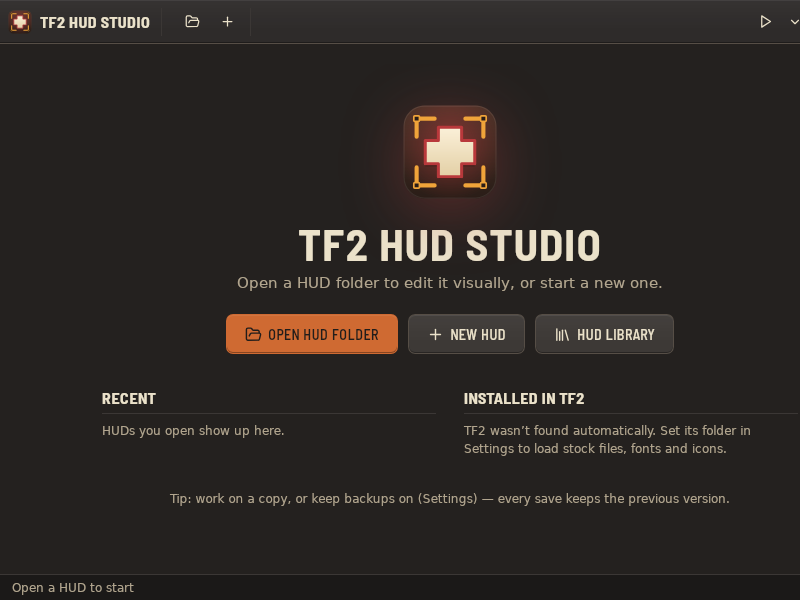 TF2 HUD STUDIO
TF2 HUD STUDIO
Open a HUD folder to edit it visually, or start a new one.
OPEN HUD FOLDER
NEW HUD
HUD LIBRARY
RECENT
HUDs you open show up here.
INSTALLED IN TF2
TF2 wasn’t found automatically. Set its folder in
Settings to load stock files, fonts and icons.
Tip: work on a copy, or keep backups on (Settings) — every save keeps the previous version.
Open a HUD to start